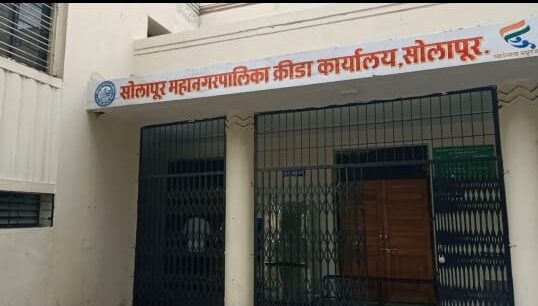 सोलापूर महानगरपालिका क्रीडा कार्यालय,सोलापूर.